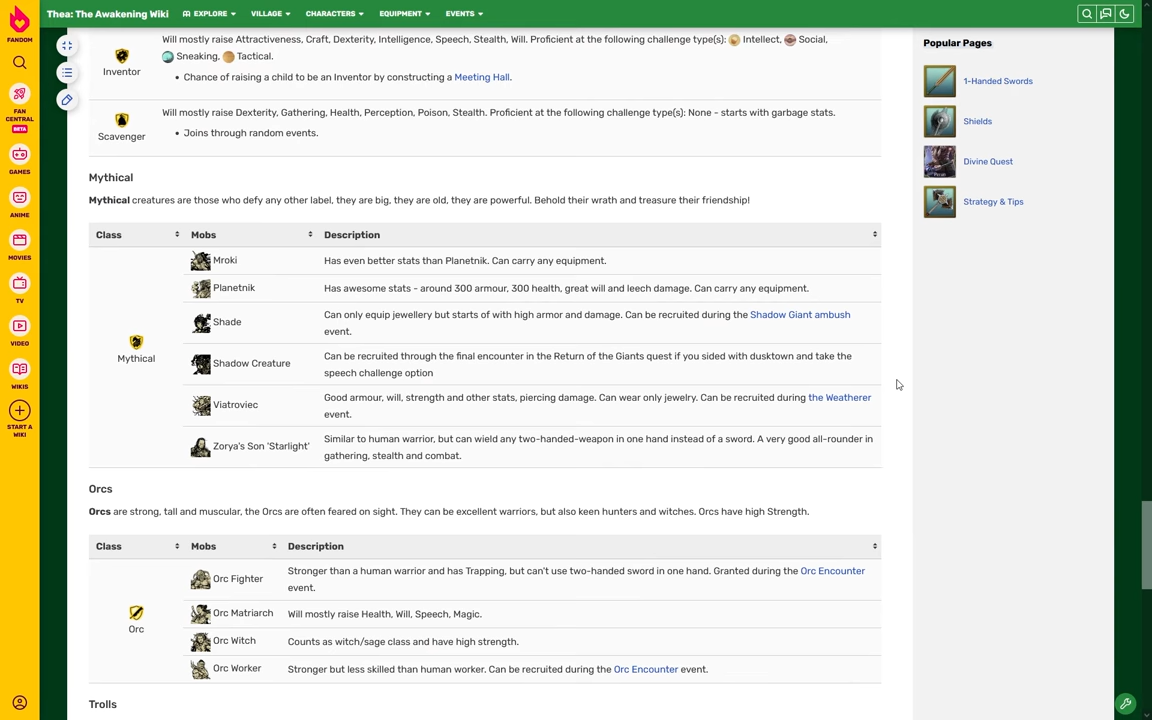 Thea: The Awakening Wiki
EXPLORE
VILLAGE
CHARACTERS
EQUIPMENT
EVENTS
FANDOM
FAN CENTRAL
BETA
GAMES
ANIME
MOVIES
TV
VIDEO
WIKIS
START A WIKI
Inventor
Will mostly raise Attractiveness, Craft, Dexterity, Intelligence, Speech, Stealth, Will. Proficient at the following challenge type(s): Intellect, Social,
Sneaking, Tactical.
• Chance of raising a child to be an Inventor by constructing a Meeting Hall.
Scavenger
Will mostly raise Dexterity, Gathering, Health, Perception, Poison, Stealth. Proficient at the following challenge type(s): None - starts with garbage stats.
• Joins through random events.
Mythical
Mythical creatures are those who defy any other label, they are big, they are old, they are powerful. Behold their wrath and treasure their friendship!
Class Mobs Description
Mythical
Mroki Has even better stats than Planetnik. Can carry any equipment.
Planetnik Has awesome stats - around 300 armour, 300 health, great will and leech damage. Can carry any equipment.
Shade Can only equip jewellery but starts of with high armor and damage. Can be recruited during the Shadow Giant ambush
event.
Shadow Creature Can be recruited through the final encounter in the Return of the Giants quest if you sided with dusktown and take the
speech challenge option
Viatroviec Good armour, will, strength and other stats, piercing damage. Can wear only jewelry. Can be recruited during the Weatherer
event.
Zorya's Son 'Starlight' Similar to human warrior, but can wield any two-handed-weapon in one hand instead of a sword. A very good all-rounder in
gathering, stealth and combat.
Orcs
Orcs are strong, tall and muscular, the Orcs are often feared on sight. They can be excellent warriors, but also keen hunters and witches. Orcs have high Strength.
Class Mobs Description
Orc
Orc Fighter Stronger than a human warrior and has Trapping, but can't use two-handed sword in one hand. Granted during the Orc Encounter
event.
Orc Matriarch Will mostly raise Health, Will, Speech, Magic.
Orc Witch Counts as witch/sage class and have high strength.
Orc Worker Stronger but less skilled than human worker. Can be recruited during the Orc Encounter event.
Trolls
Popular Pages
1-Handed Swords
Shields
Divine Quest
Strategy & Tips